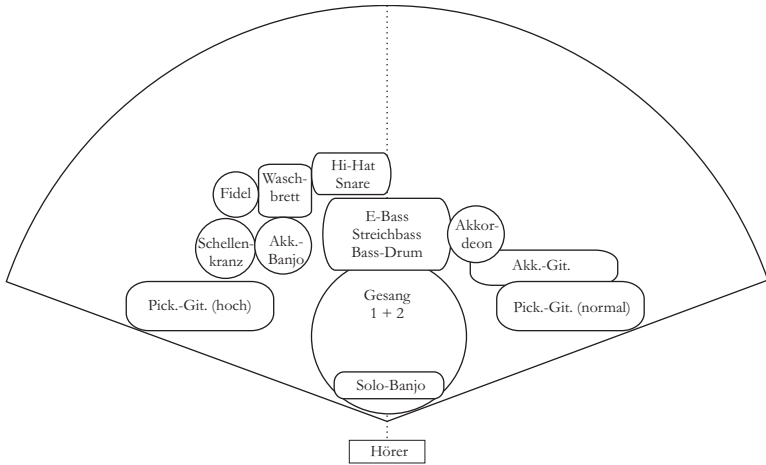 Hi-Hat
Snare
Wasch-
brett
Fidel
E-Bass
Streichbass
Bass-Drum
Akkor-
deon
Schellen-
kranz
Akk.-
Banjo
Akk.-Git.
Pick.-Git. (hoch)
Gesang
1 + 2
Pick.-Git. (normal)
Solo-Banjo
Hörer